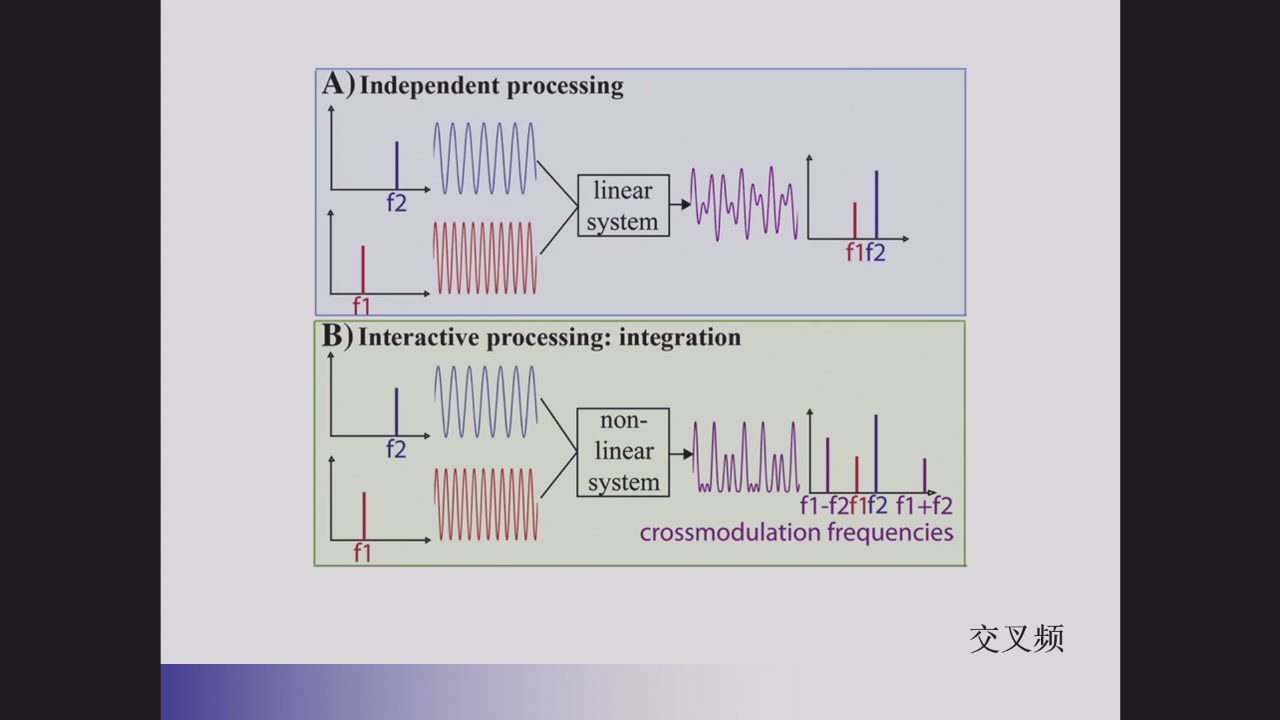 A) Independent processing
f2
f1
linear
system
f1f2
B) Interactive processing: integration
f2
f1
non-
linear
system
f1-f2f1f2 f1+f2
crossmodulation frequencies
交叉频